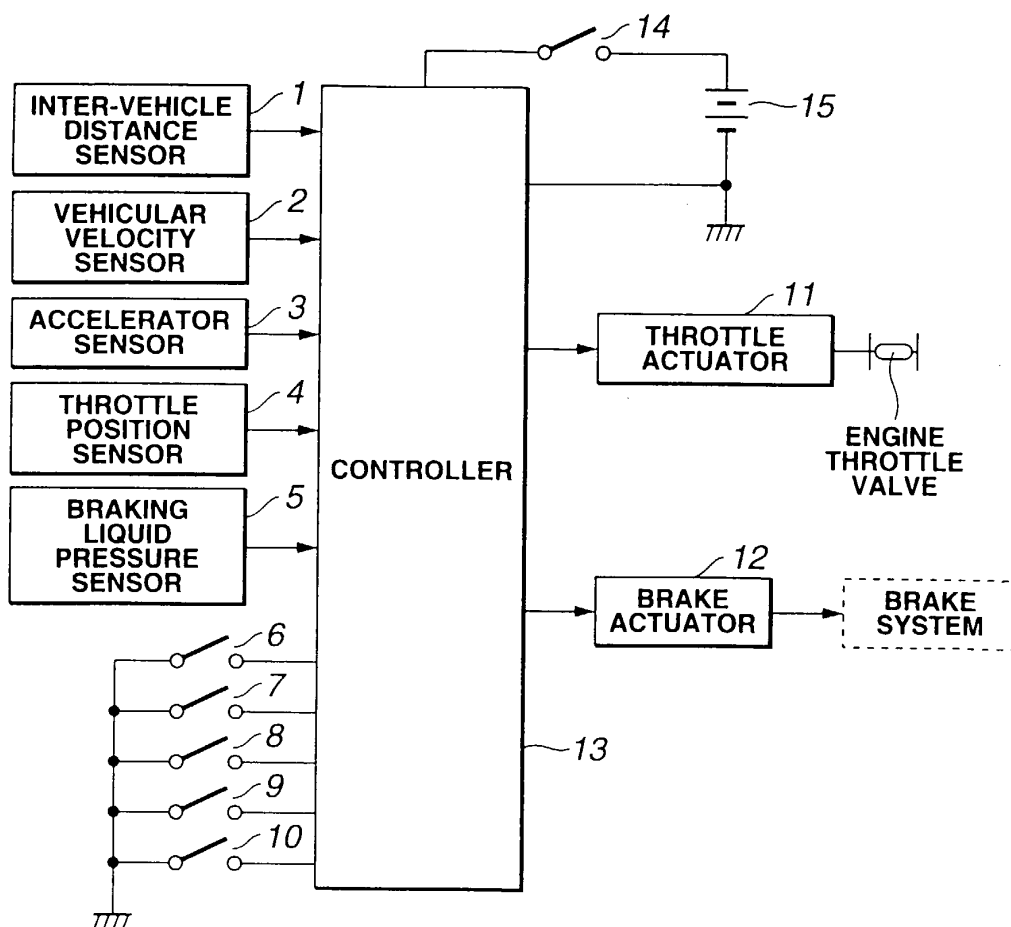 14
15
INTER-VEHICLE
DISTANCE
SENSOR
1
VEHICULAR
VELOCITY
SENSOR
2
ACCELERATOR
SENSOR
3
THROTTLE
POSITION
SENSOR
4
BRAKING
LIQUID
PRESSURE
SENSOR
5
6
7
8
9
10
CONTROLLER
13
11
THROTTLE
ACTUATOR
ENGINE
THROTTLE
VALVE
12
BRAKE
ACTUATOR
BRAKE
SYSTEM